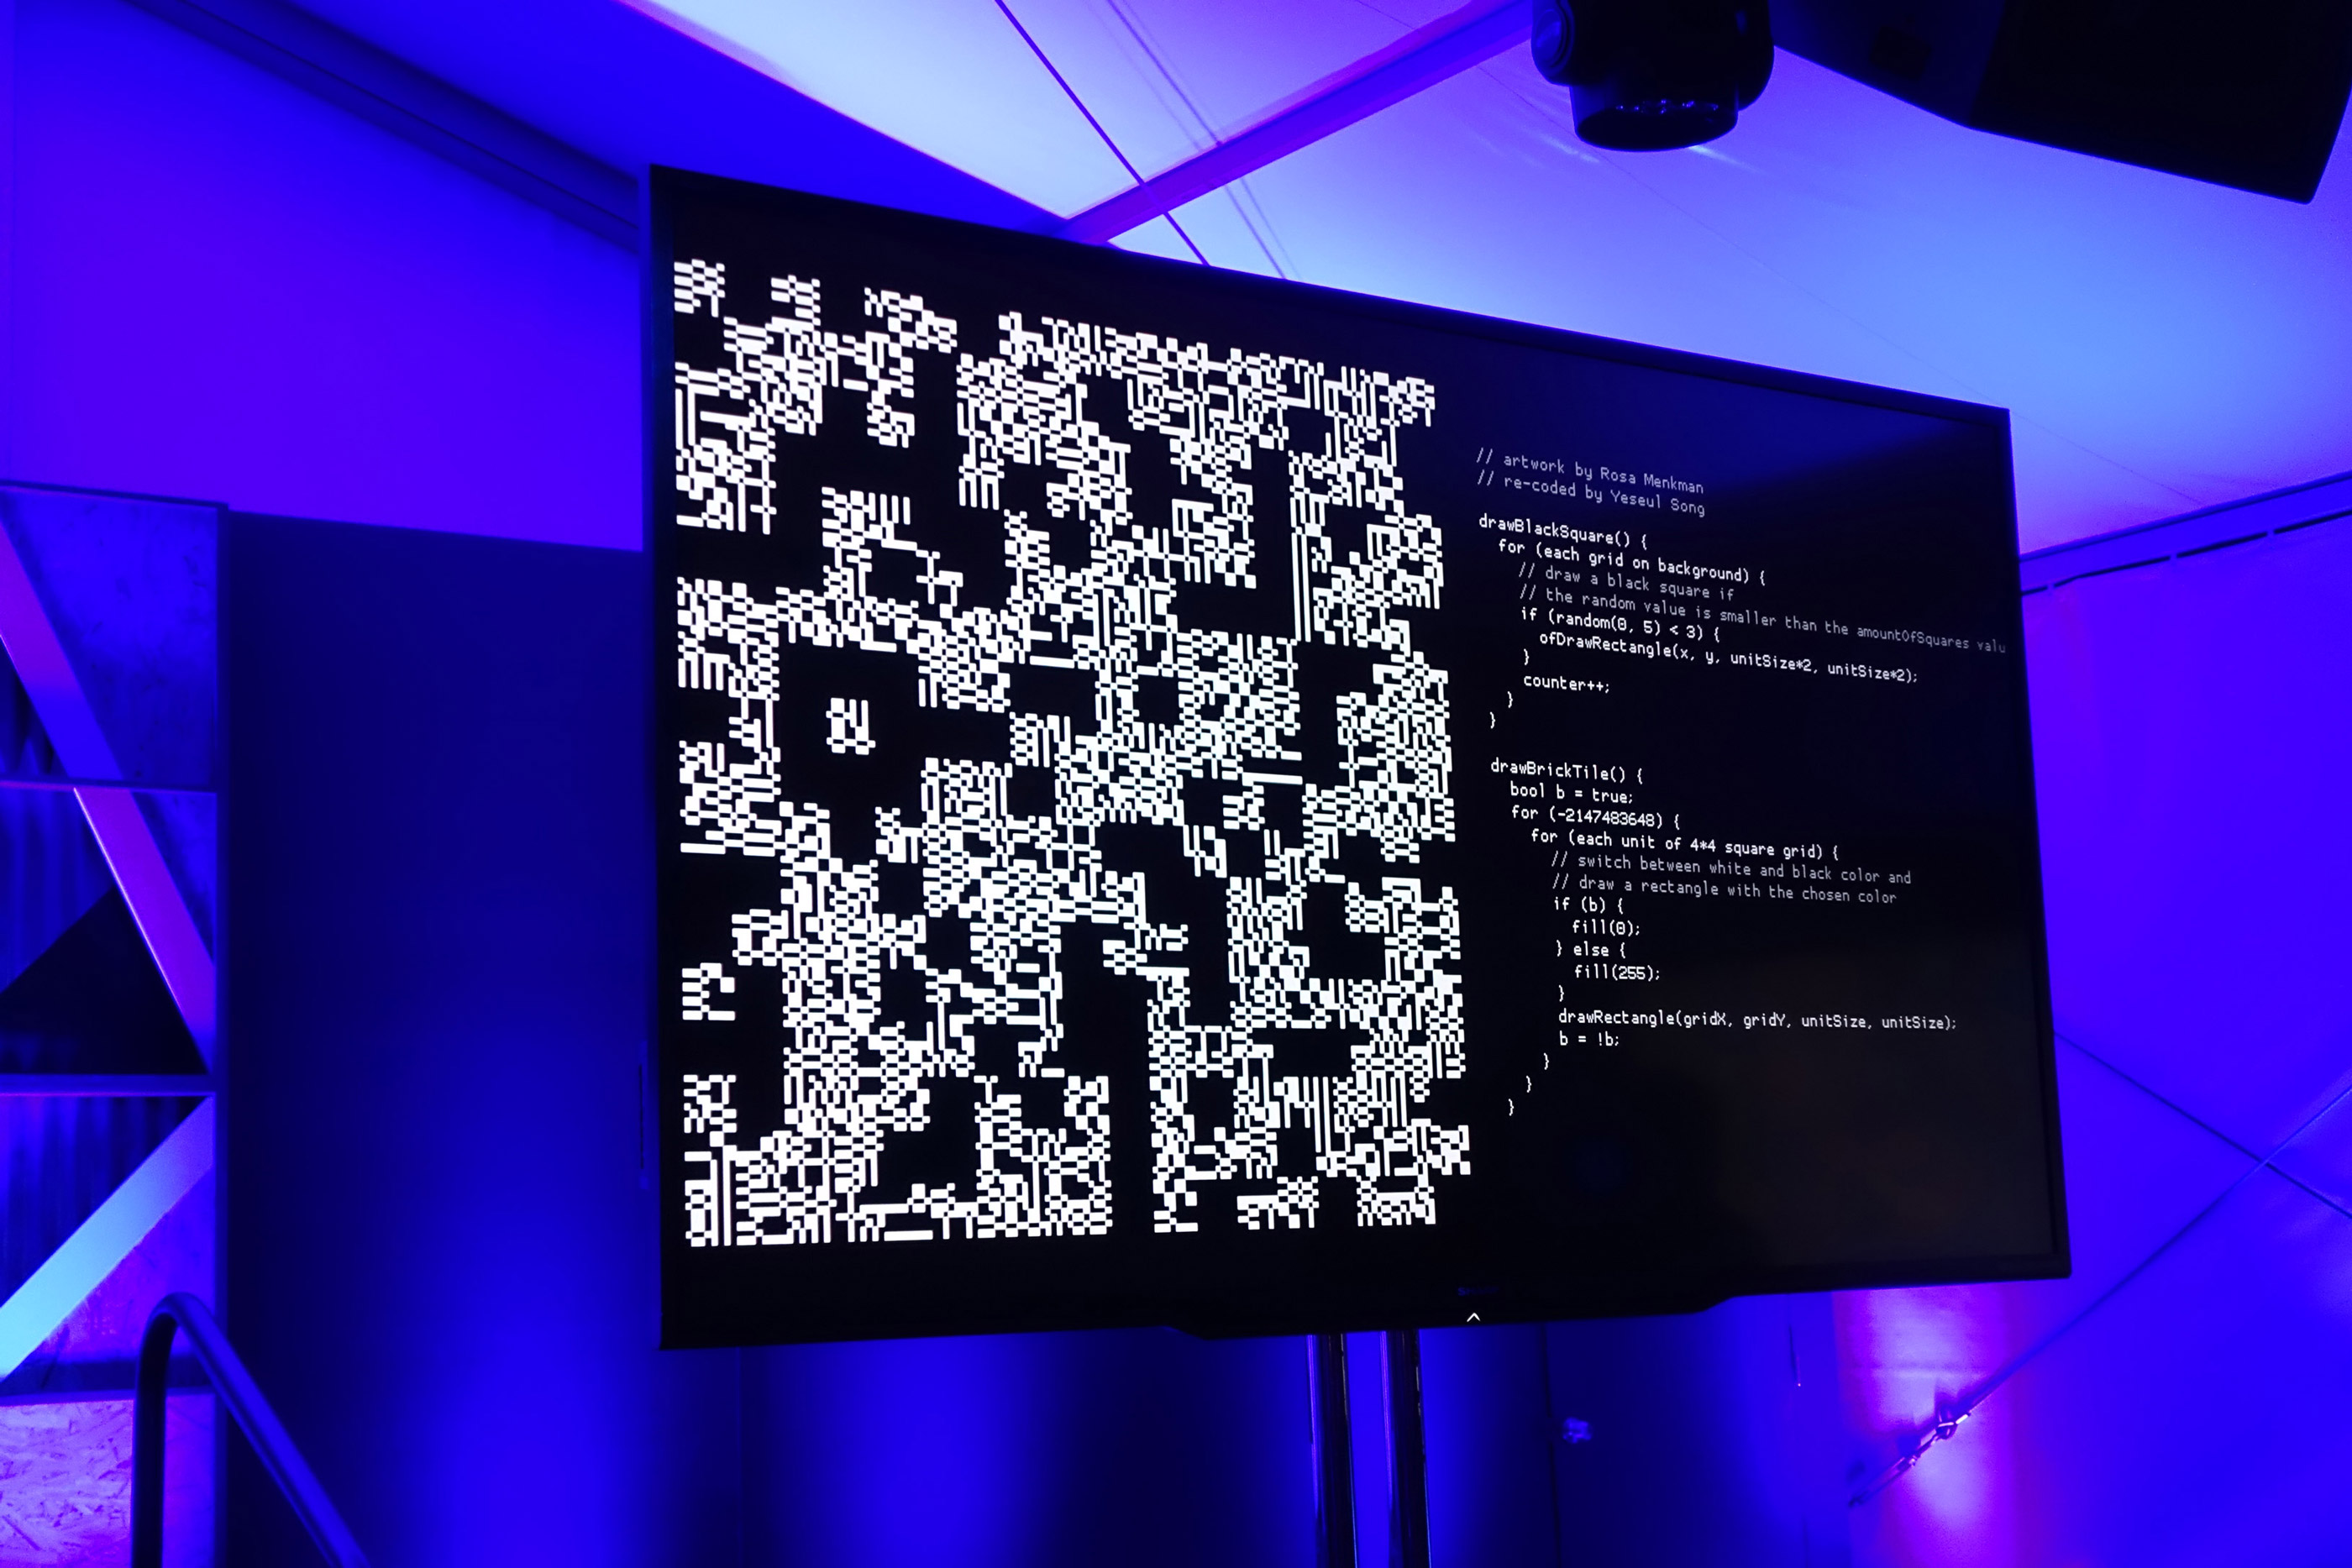 // artwork by Rosa Menkman
// re-coded by Yeseul Song
drawBlackSquare() {
for (each grid on background) {
// draw a black square if
// the random value is smaller than the amountOfSquares valu
if (random(0, 5) < 3) {
ofDrawRectangle(x, y, unitSize*2, unitSize*2);
}
counter++;
}
}
drawBrickTile() {
bool b = true;
for (-2147483648) {
for (each unit of 4*4 square grid) {
// switch between white and black color and
// draw a rectangle with the chosen color
if (b) {
fill(0);
} else {
fill(255);
}
drawRectangle(gridX, gridY, unitSize, unitSize);
b = !b;
}
}
}